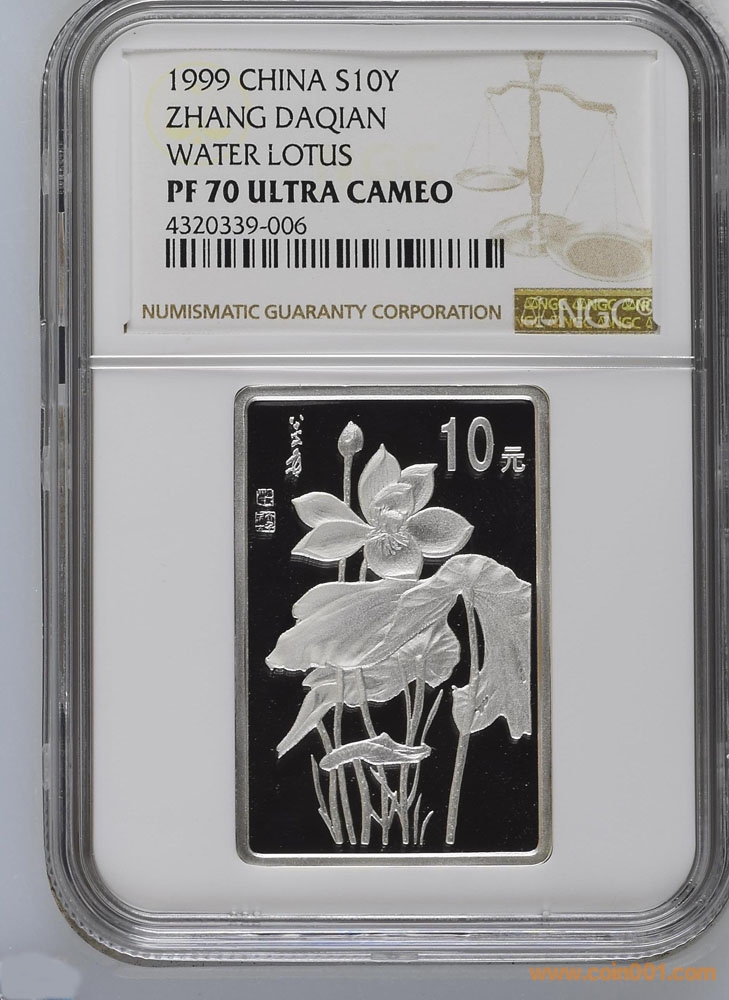 1999 CHINA S10Y
ZHANG DAQIAN
WATER LOTUS
PF 70 ULTRA CAMEO
4320339-006
NUMISMATIC GUARANTY CORPORATION
NGC®
10元
www.coin001.com